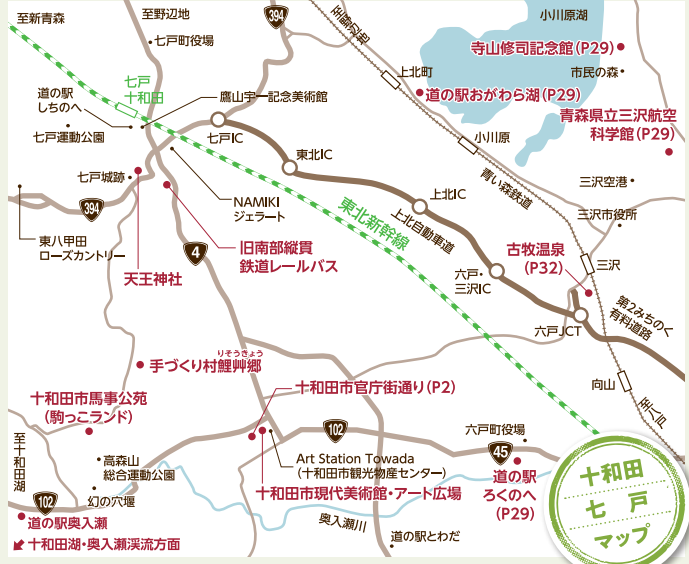 至新青森
至野辺地
394
至野辺地
小川原湖
七戸町役場
寺山修司記念館(P29)
上北町
市民の森
七戸
十和田
道の駅
しちのへ
鷹山宇一記念美術館
道の駅おがわら湖(P29)
青森県立三沢航空
科学館(P29)
七戸運動公園
七戸IC
小川原
東北IC
青い森鉄道
七戸城跡
三沢空港
NAMIKI
ジェラート
上北IC
394
東北新幹線
上北自動車道
三沢市役所
東八甲田
ローズカントリー
4
旧南部縦貫
鉄道レールバス
古牧温泉
(P32)
三沢
天王神社
六戸・
三沢IC
第2みちのく
有料道路
六戸JCT
りそうきょう
手づくり村鯉艸郷
向山
至八戸
十和田市馬事公苑
(駒っこランド)
十和田市官庁街通り(P2)
102
六戸町役場
至十和田湖
高森山
総合運動公園
Art Station Towada
(十和田市観光物産センター)
45
道の駅
ろくのへ
(P29)
十和田
七戸
マップ
幻の穴堰
十和田市現代美術館・アート広場
102
道の駅奥入瀬
奥入瀬川
道の駅とわだ
十和田湖・奥入瀬渓流方面